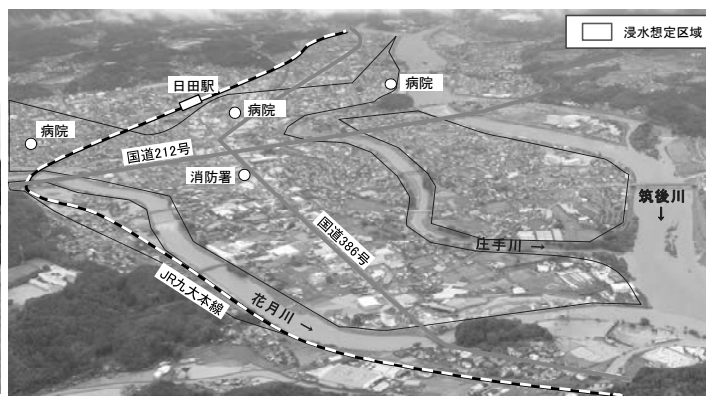 浸水想定区域
日田駅
病院
病院
病院
国道212号
消防署
筑後川
↓
国道386号
庄手川 →
JR九大本線
花月川 →